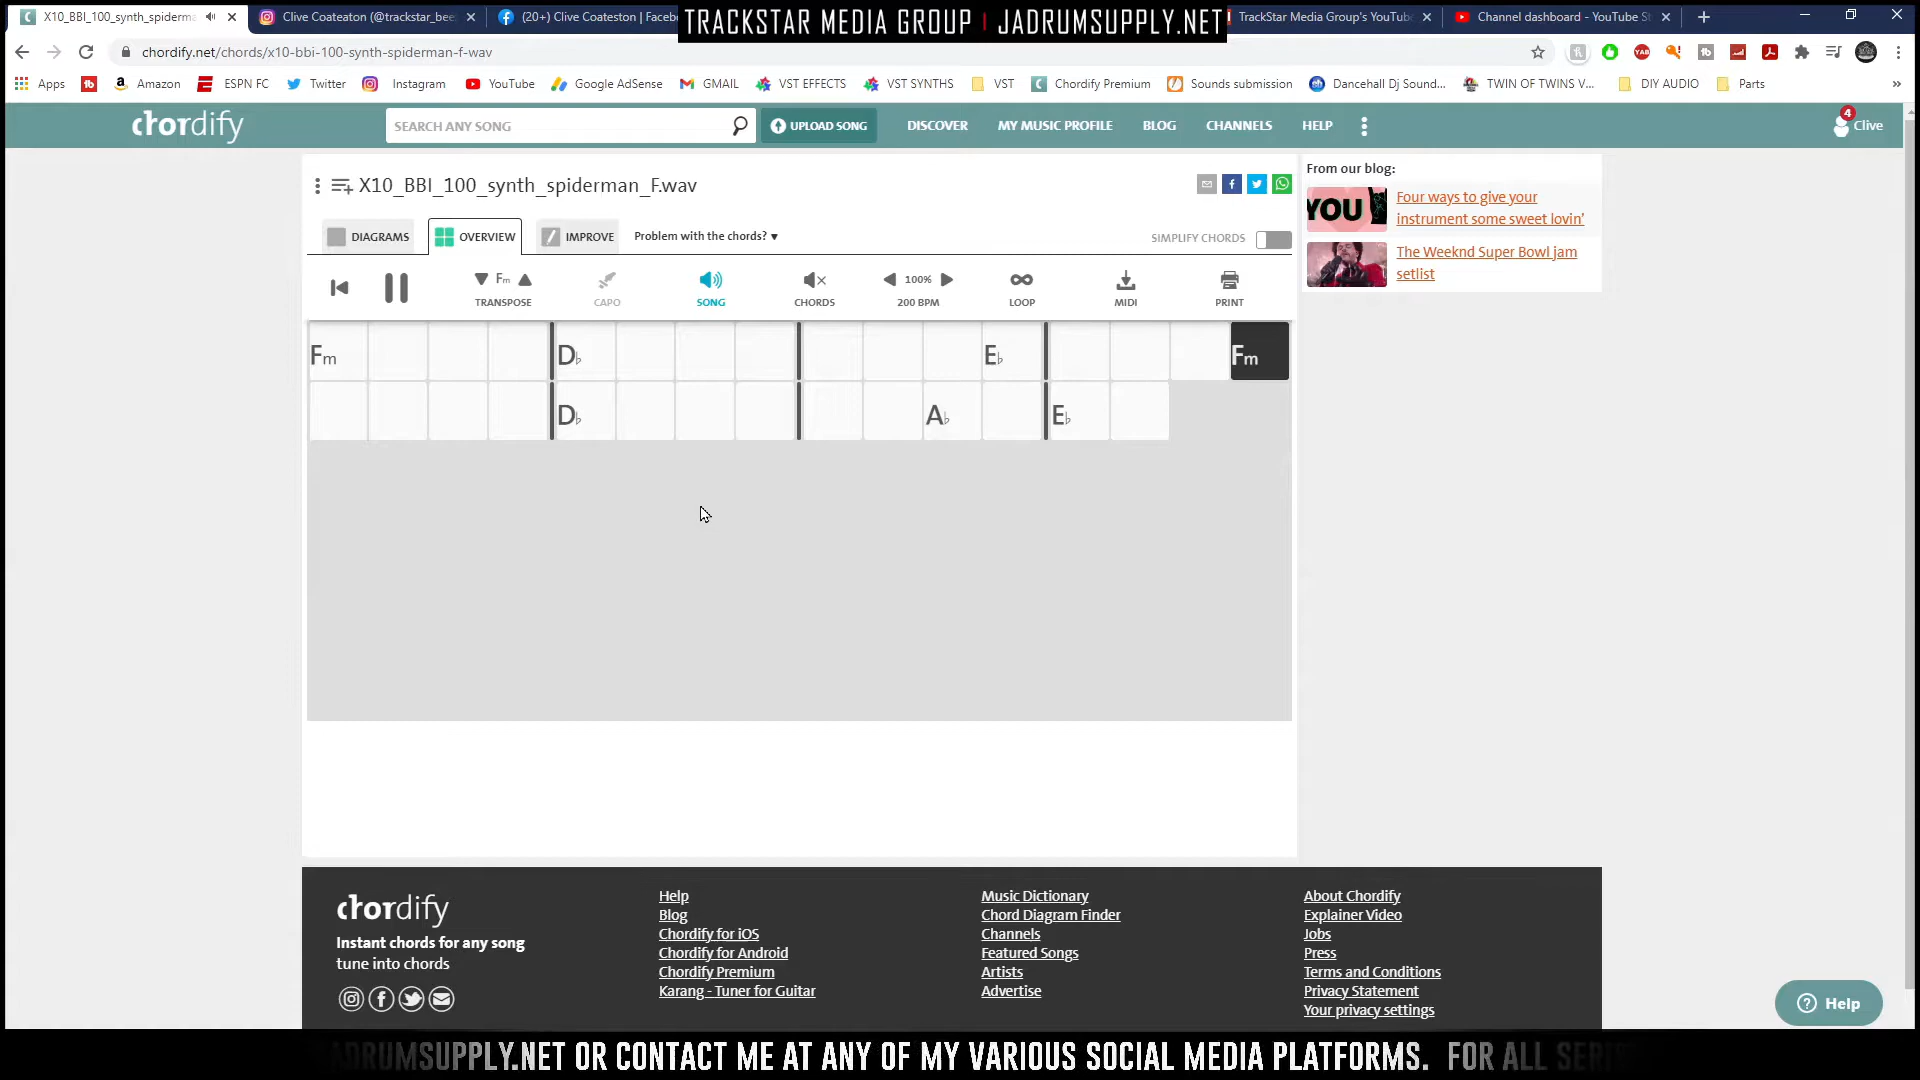 X10_BBI_100_synth_spiderma
Clive Coateaton (@trackstar_bee
(20+) Clive Coateston | Faceb
TRACKSTAR MEDIA GROUP | JADRUMSUPPLY.NET
TrackStar Media Group's YouTub
Channel dashboard - YouTube St
chordify.net/chords/x10-bbi-100-synth-spiderman-f-wav
Apps
Amazon
ESPN FC
Twitter
Instagram
YouTube
Google AdSense
GMAIL
VST EFFECTS
VST SYNTHS
VST
Chordify Premium
Sounds submission
Dancehall Dj Sound...
TWIN OF TWINS V...
DIY AUDIO
Parts
chordify
SEARCH ANY SONG
UPLOAD SONG
DISCOVER
MY MUSIC PROFILE
BLOG
CHANNELS
HELP
4
Clive
X10_BBI_100_synth_spiderman_F.wav
DIAGRAMS
OVERVIEW
IMPROVE
Problem with the chords?
SIMPLIFY CHORDS
Fm
TRANSPOSE
CAPO
SONG
CHORDS
100%
200 BPM
LOOP
MIDI
PRINT
Fm D♭ E♭ Fm
D♭ A♭ E♭
From our blog:
YOU
Four ways to give your
instrument some sweet lovin'
The Weeknd Super Bowl jam
setlist
chordify
Instant chords for any song
tune into chords
Help
Blog
Chordify for iOS
Chordify for Android
Chordify Premium
Karang - Tuner for Guitar
Music Dictionary
Chord Diagram Finder
Channels
Featured Songs
Artists
Advertise
About Chordify
Explainer Video
Jobs
Press
Terms and Conditions
Privacy Statement
Your privacy settings
Help
ADRUMSUPPLY.NET OR CONTACT ME AT ANY OF MY VARIOUS SOCIAL MEDIA PLATFORMS. FOR ALL SERI